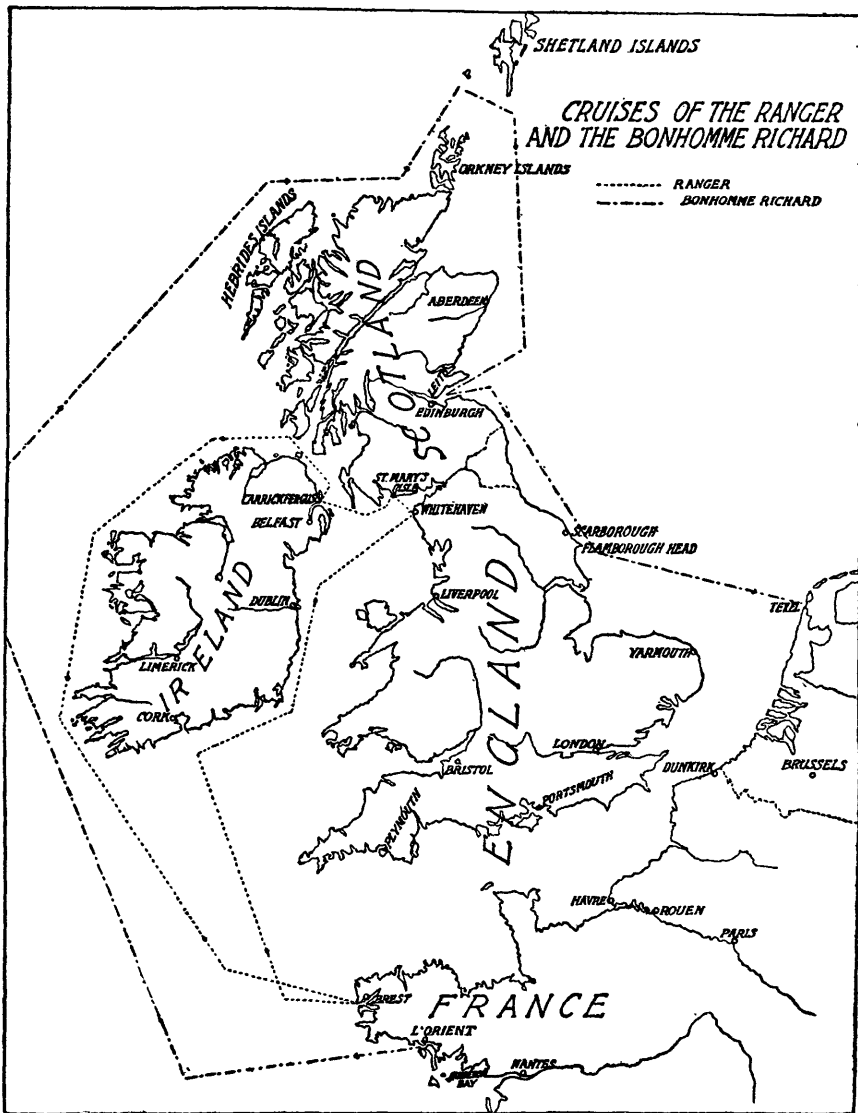 SHETLAND ISLANDS
CRUISES OF THE RANGER
AND THE BONHOMME RICHARD
RANGER
BONHOMME RICHARD
ORKNEY ISLANDS
HEBRIDES ISLANDS
SCOTLAND
ABERDEEN
LEITH
EDINBURGH
ST. MARY'S
ISLE
CARRICKFERGUS
BELFAST
WHITEHAVEN
SCARBOROUGH
FLAMBOROUGH HEAD
IRELAND
DUBLIN
LIVERPOOL
ENGLAND
TEXEL
LIMERICK
YARMOUTH
CORK
LONDON
BRISTOL
DUNKIRK
BRUSSELS
PORTSMOUTH
PLYMOUTH
HAVRE
ROUEN
PARIS
BREST
FRANCE
L'ORIENT
BAY
NANTES